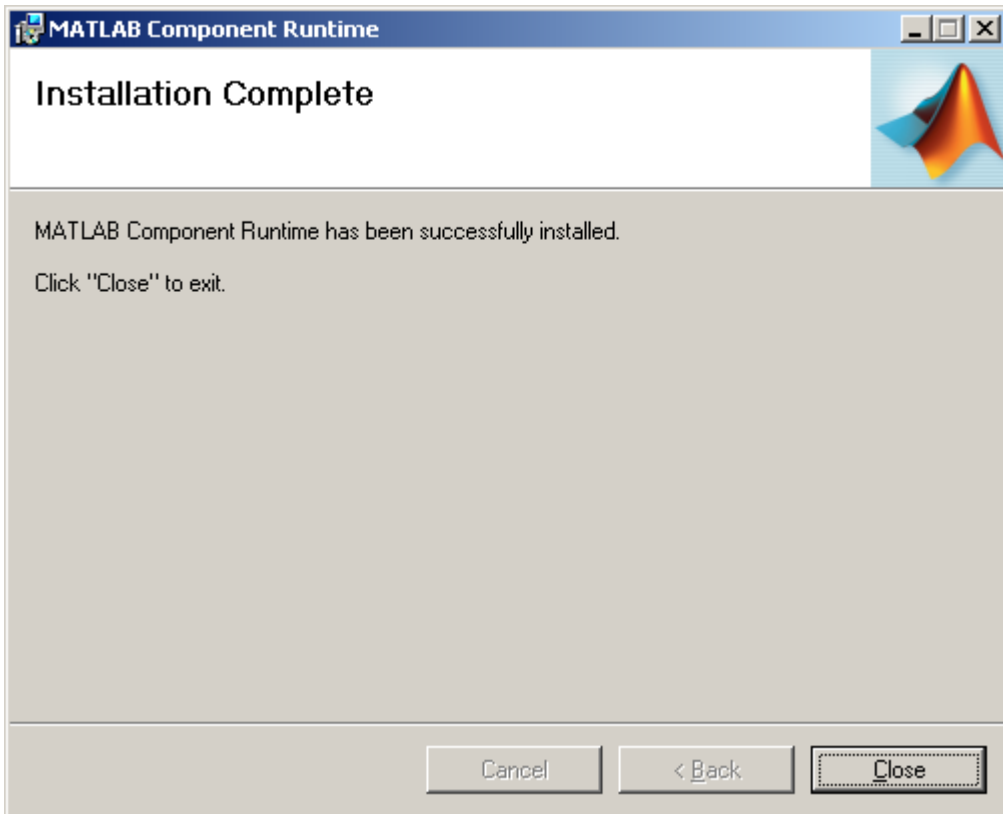 MATLAB Component Runtime
Installation Complete
MATLAB Component Runtime has been successfully installed.
Click "Close" to exit.
Cancel
< Back
Close